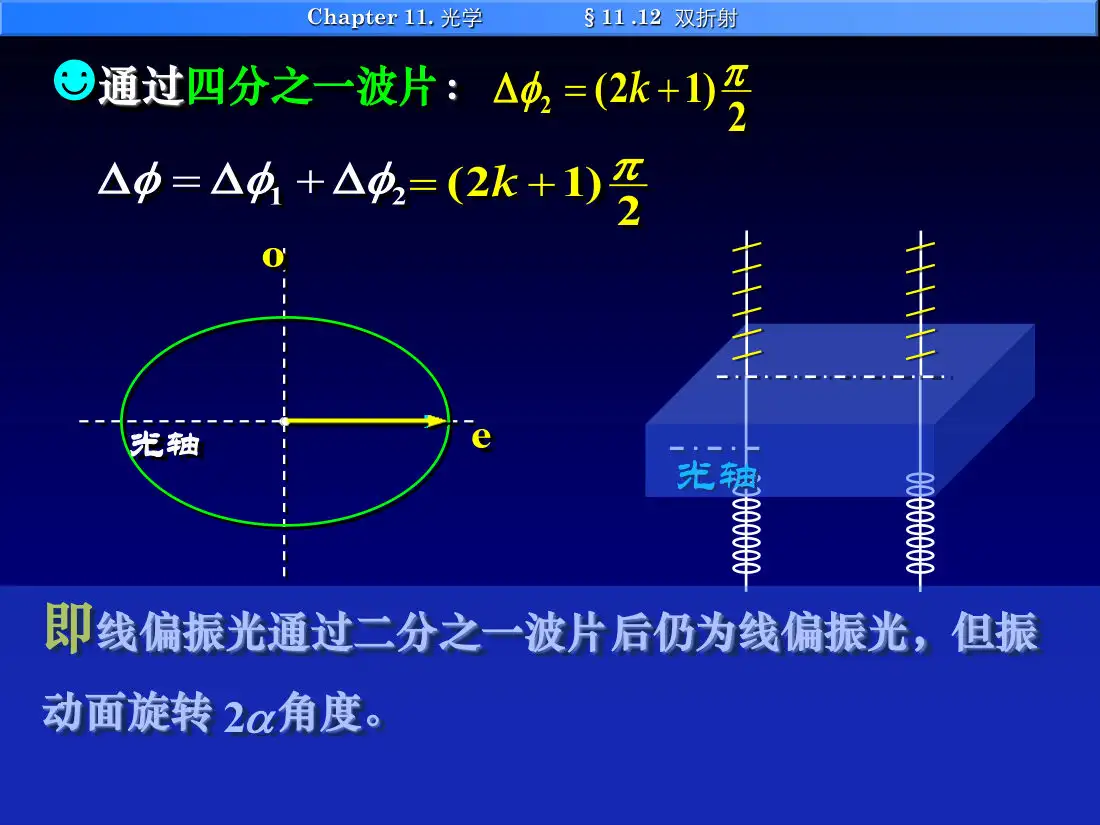 Chapter 11. 光学 §11 .12 双折射
☻通过四分之一波片： Δϕ₂ = (2k+1)π/2
Δϕ = Δϕ₁ + Δϕ₂ = (2k+1)π/2
o
光轴
e
光轴
即线偏振光通过二分之一波片后仍为线偏振光，但振
动面旋转 2α 角度。